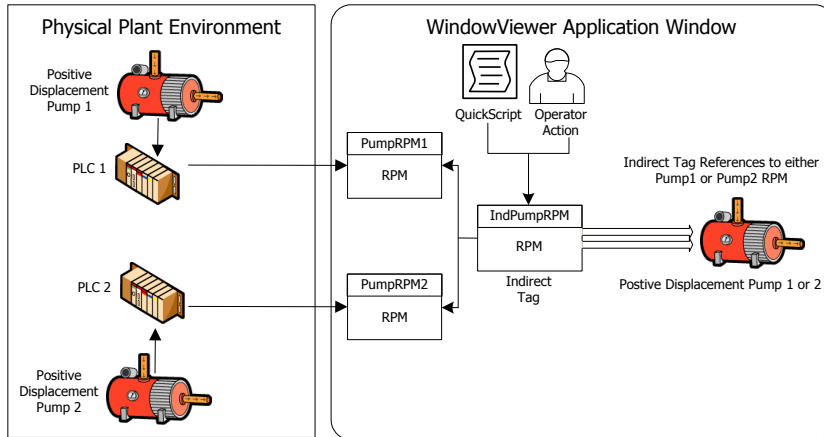 Physical Plant Environment
Positive
Displacement
Pump 1
PLC 1
PLC 2
Positive
Displacement
Pump 2
WindowViewer Application Window
QuickScript
Operator
Action
PumpRPM1
RPM
Indirect Tag References to either
Pump1 or Pump2 RPM
IndPumpRPM
RPM
Indirect
Tag
PumpRPM2
RPM
Postive Displacement Pump 1 or 2